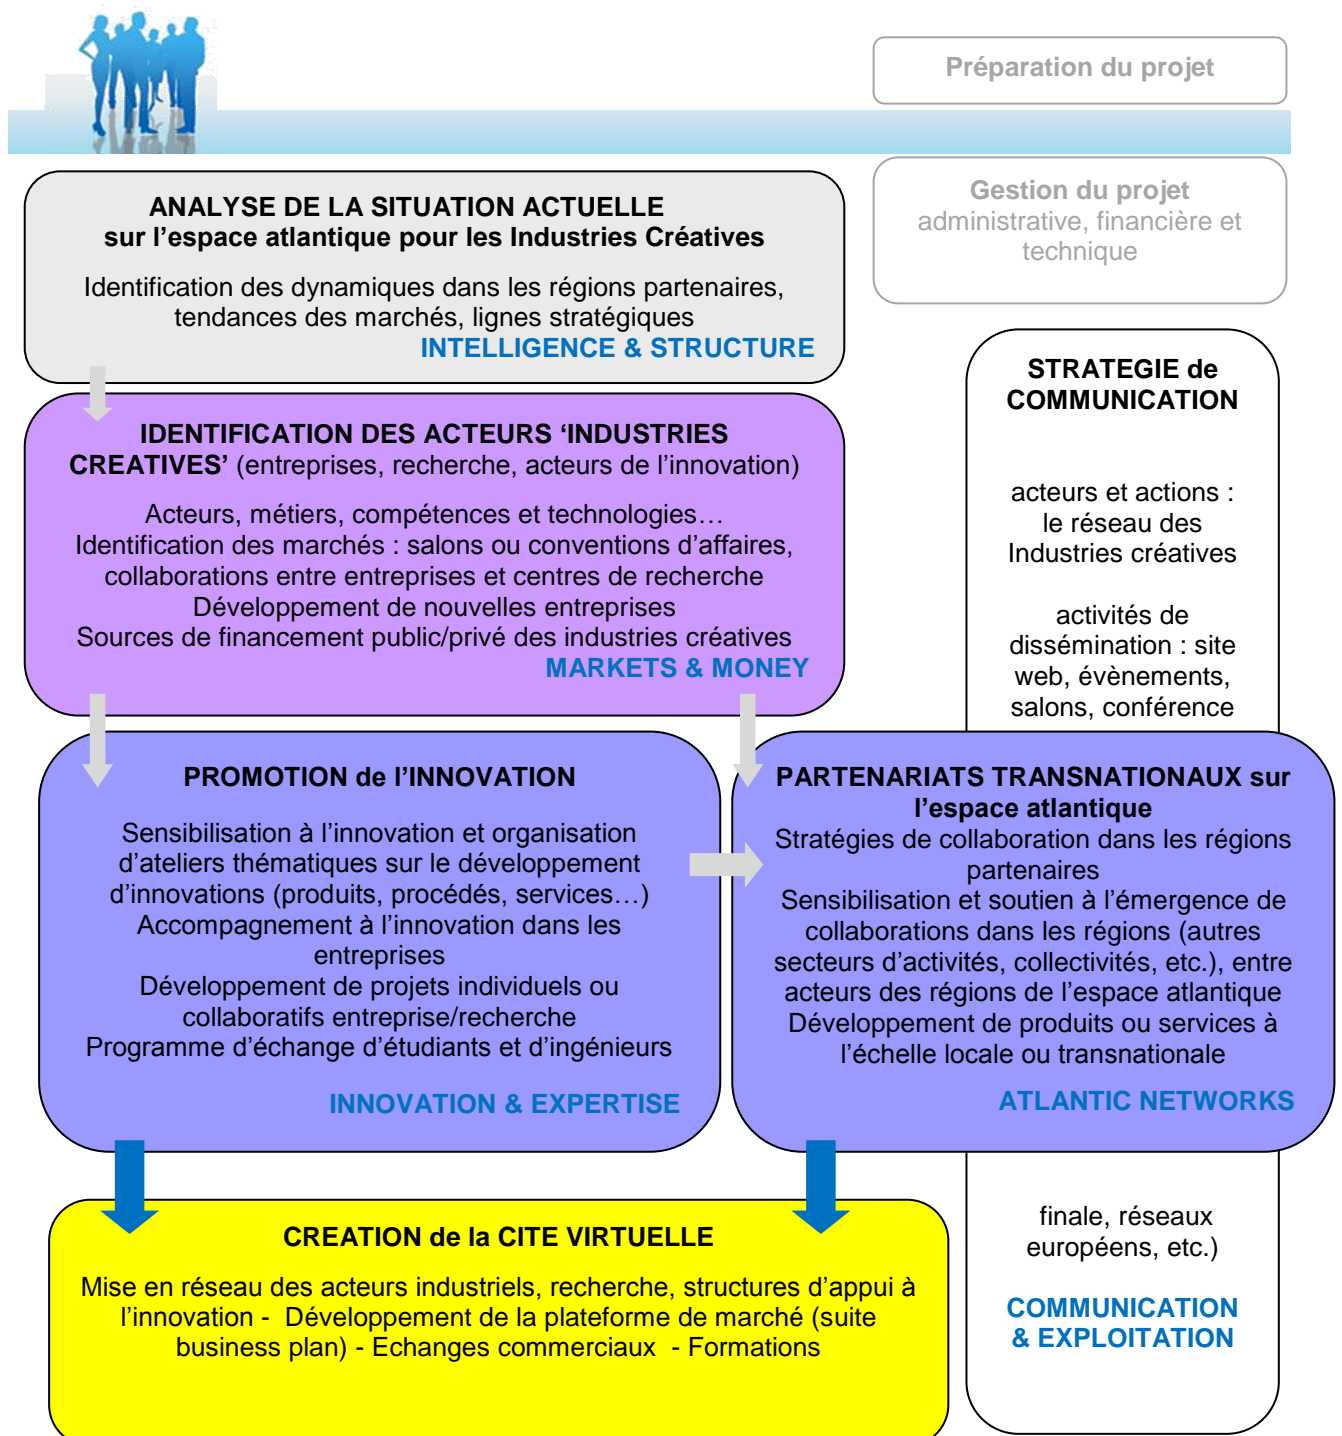 Préparation du projet
Gestion du projet
administrative, financière et
technique
ANALYSE DE LA SITUATION ACTUELLE
sur l’espace atlantique pour les Industries Créatives
Identification des dynamiques dans les régions partenaires,
tendances des marchés, lignes stratégiques
INTELLIGENCE & STRUCTURE
IDENTIFICATION DES ACTEURS ‘INDUSTRIES
CREATIVES’ (entreprises, recherche, acteurs de l’innovation)
Acteurs, métiers, compétences et technologies…
Identification des marchés : salons ou conventions d’affaires,
collaborations entre entreprises et centres de recherche
Développement de nouvelles entreprises
Sources de financement public/privé des industries créatives
MARKETS & MONEY
PROMOTION de l’INNOVATION
Sensibilisation à l’innovation et organisation
d’ateliers thématiques sur le développement
d’innovations (produits, procédés, services…)
Accompagnement à l’innovation dans les
entreprises
Développement de projets individuels ou
collaboratifs entreprise/recherche
Programme d’échange d’étudiants et d’ingénieurs
INNOVATION & EXPERTISE
PARTENARIATS TRANSNATIONAUX sur
l’espace atlantique
Stratégies de collaboration dans les régions
partenaires
Sensibilisation et soutien à l’émergence de
collaborations dans les régions (autres
secteurs d’activités, collectivités, etc.), entre
acteurs des régions de l’espace atlantique
Développement de produits ou services à
l’échelle locale ou transnationale
ATLANTIC NETWORKS
CREATION de la CITE VIRTUELLE
Mise en réseau des acteurs industriels, recherche, structures d’appui à
l’innovation - Développement de la plateforme de marché (suite
business plan) - Echanges commerciaux - Formations
STRATEGIE de
COMMUNICATION
acteurs et actions :
le réseau des
Industries créatives
activités de
dissémination : site
web, évènements,
salons, conférence
finale, réseaux
européens, etc.)
COMMUNICATION
& EXPLOITATION